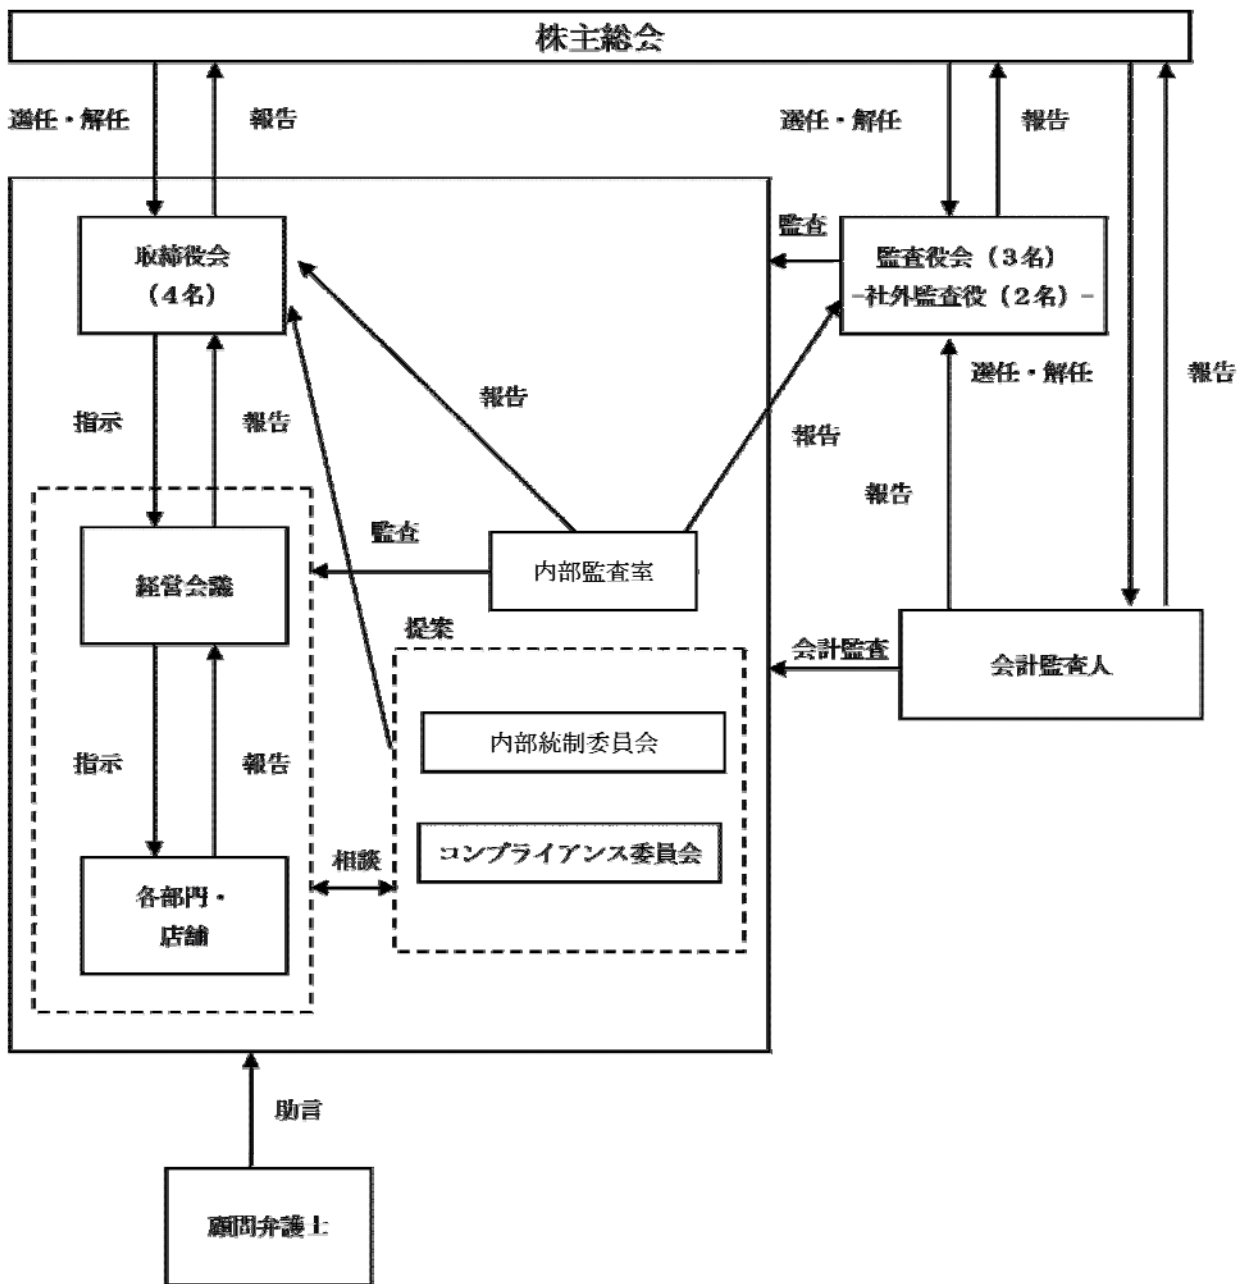 株主総会
選任・解任
報告
選任・解任
報告
取締役会
（４名）
監査
監査役会（３名）
-社外監査役（２名）-
選任・解任
報告
指示
報告
報告
報告
報告
経営会議
監査
内部監査室
提案
会計監査
会計監査人
内部統制委員会
指示
報告
コンプライアンス委員会
相談
各部門・
店舗
助言
顧問弁護士